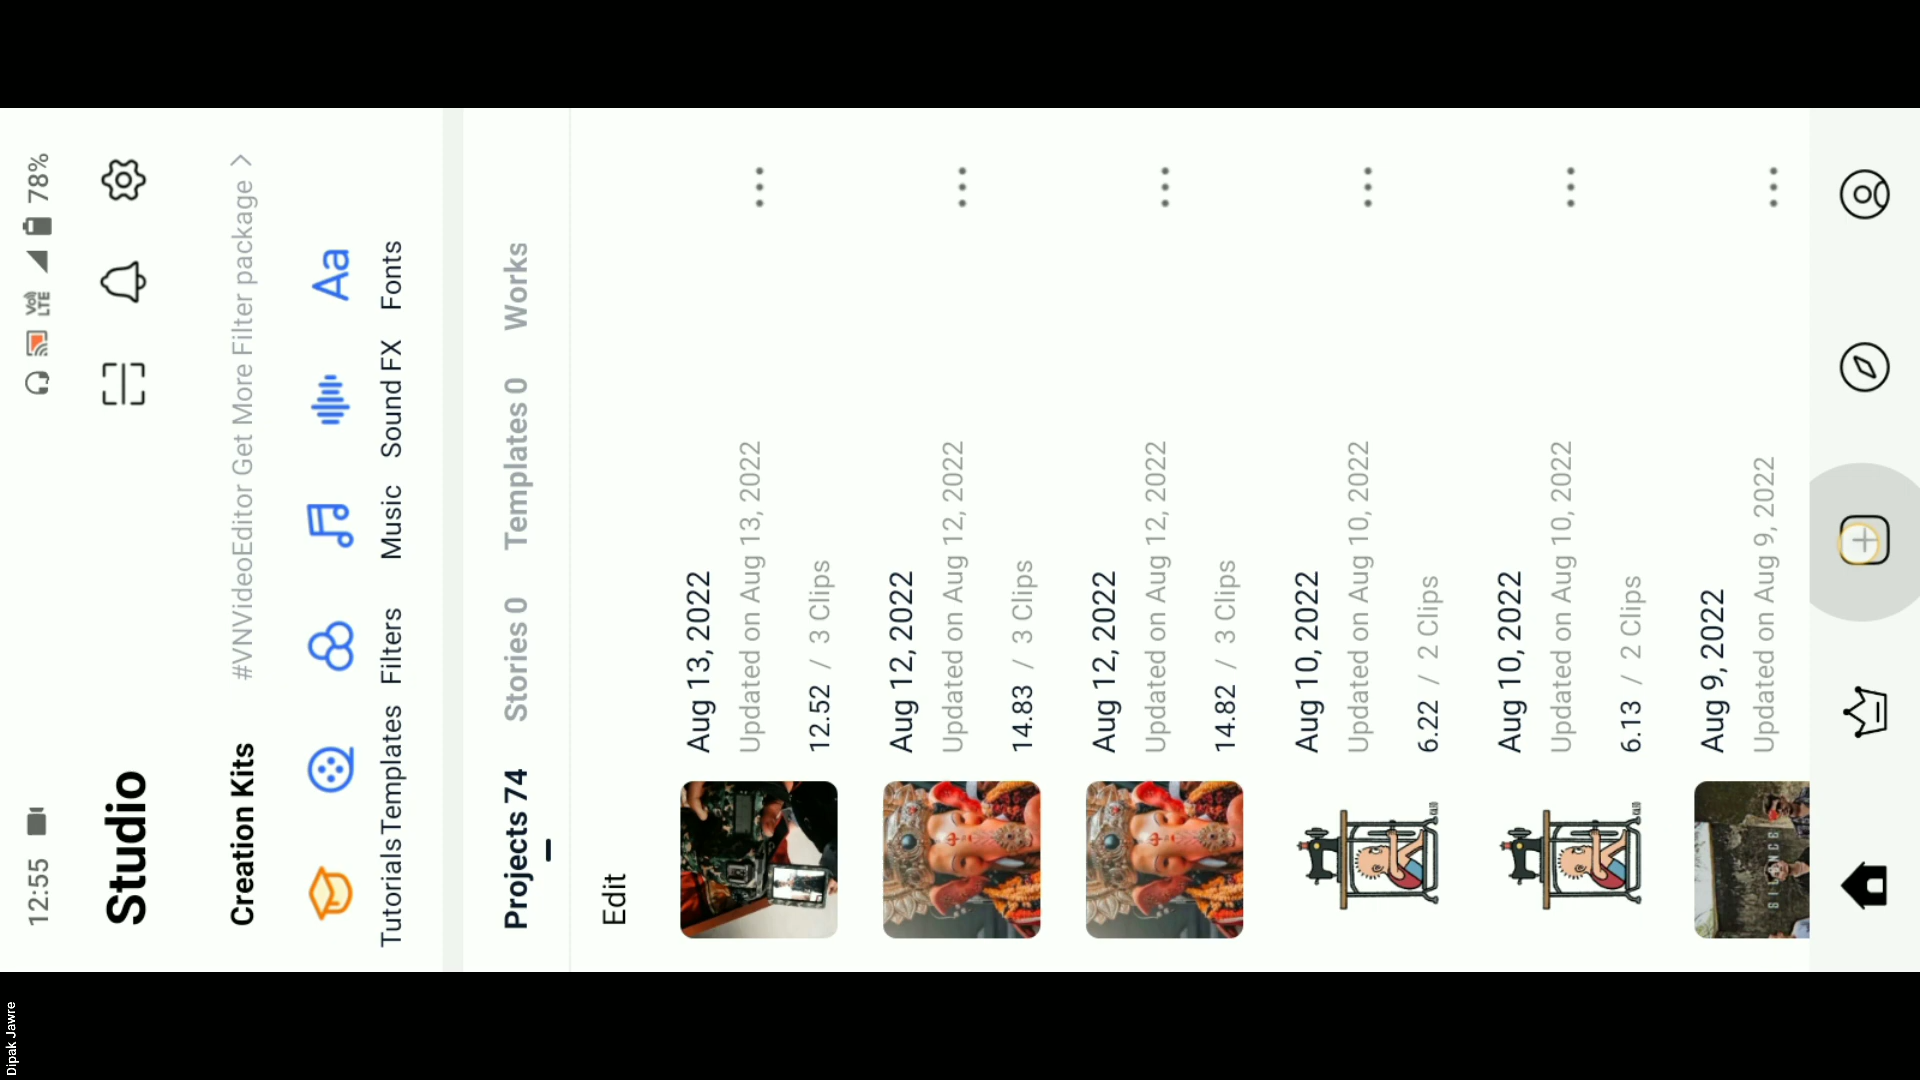 12:55
78%
Studio
Creation Kits
#VNVideoEditor Get More Filter package >
Tutorials
Templates
Filters
Music
Sound FX
Fonts
Projects 74
Stories 0
Templates 0
Works
Edit
Aug 13, 2022
Updated on Aug 13, 2022
12.52 / 3 Clips
Aug 12, 2022
Updated on Aug 12, 2022
14.83 / 3 Clips
Aug 12, 2022
Updated on Aug 12, 2022
14.82 / 3 Clips
Aug 10, 2022
Updated on Aug 10, 2022
6.22 / 2 Clips
Aug 10, 2022
Updated on Aug 10, 2022
6.13 / 2 Clips
Aug 9, 2022
Updated on Aug 9, 2022
Dipak Jawre